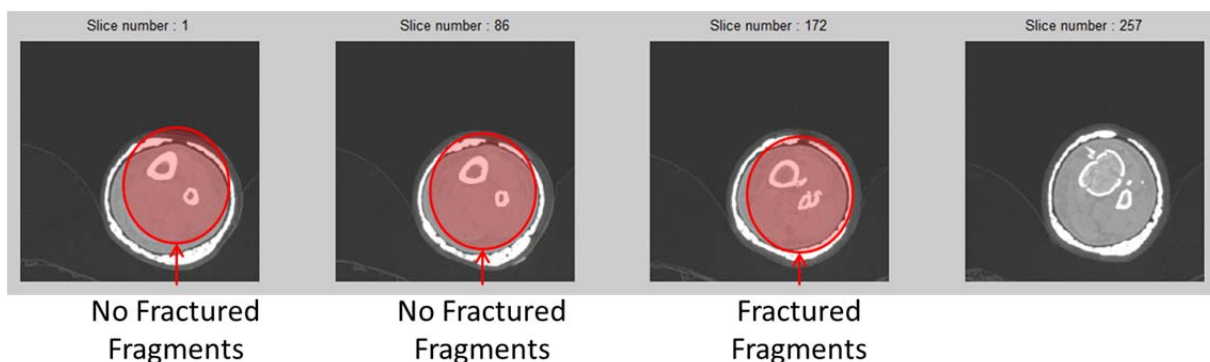 Slice number : 1
Slice number : 86
Slice number : 172
Slice number : 257
No Fractured
Fragments
No Fractured
Fragments
Fractured
Fragments